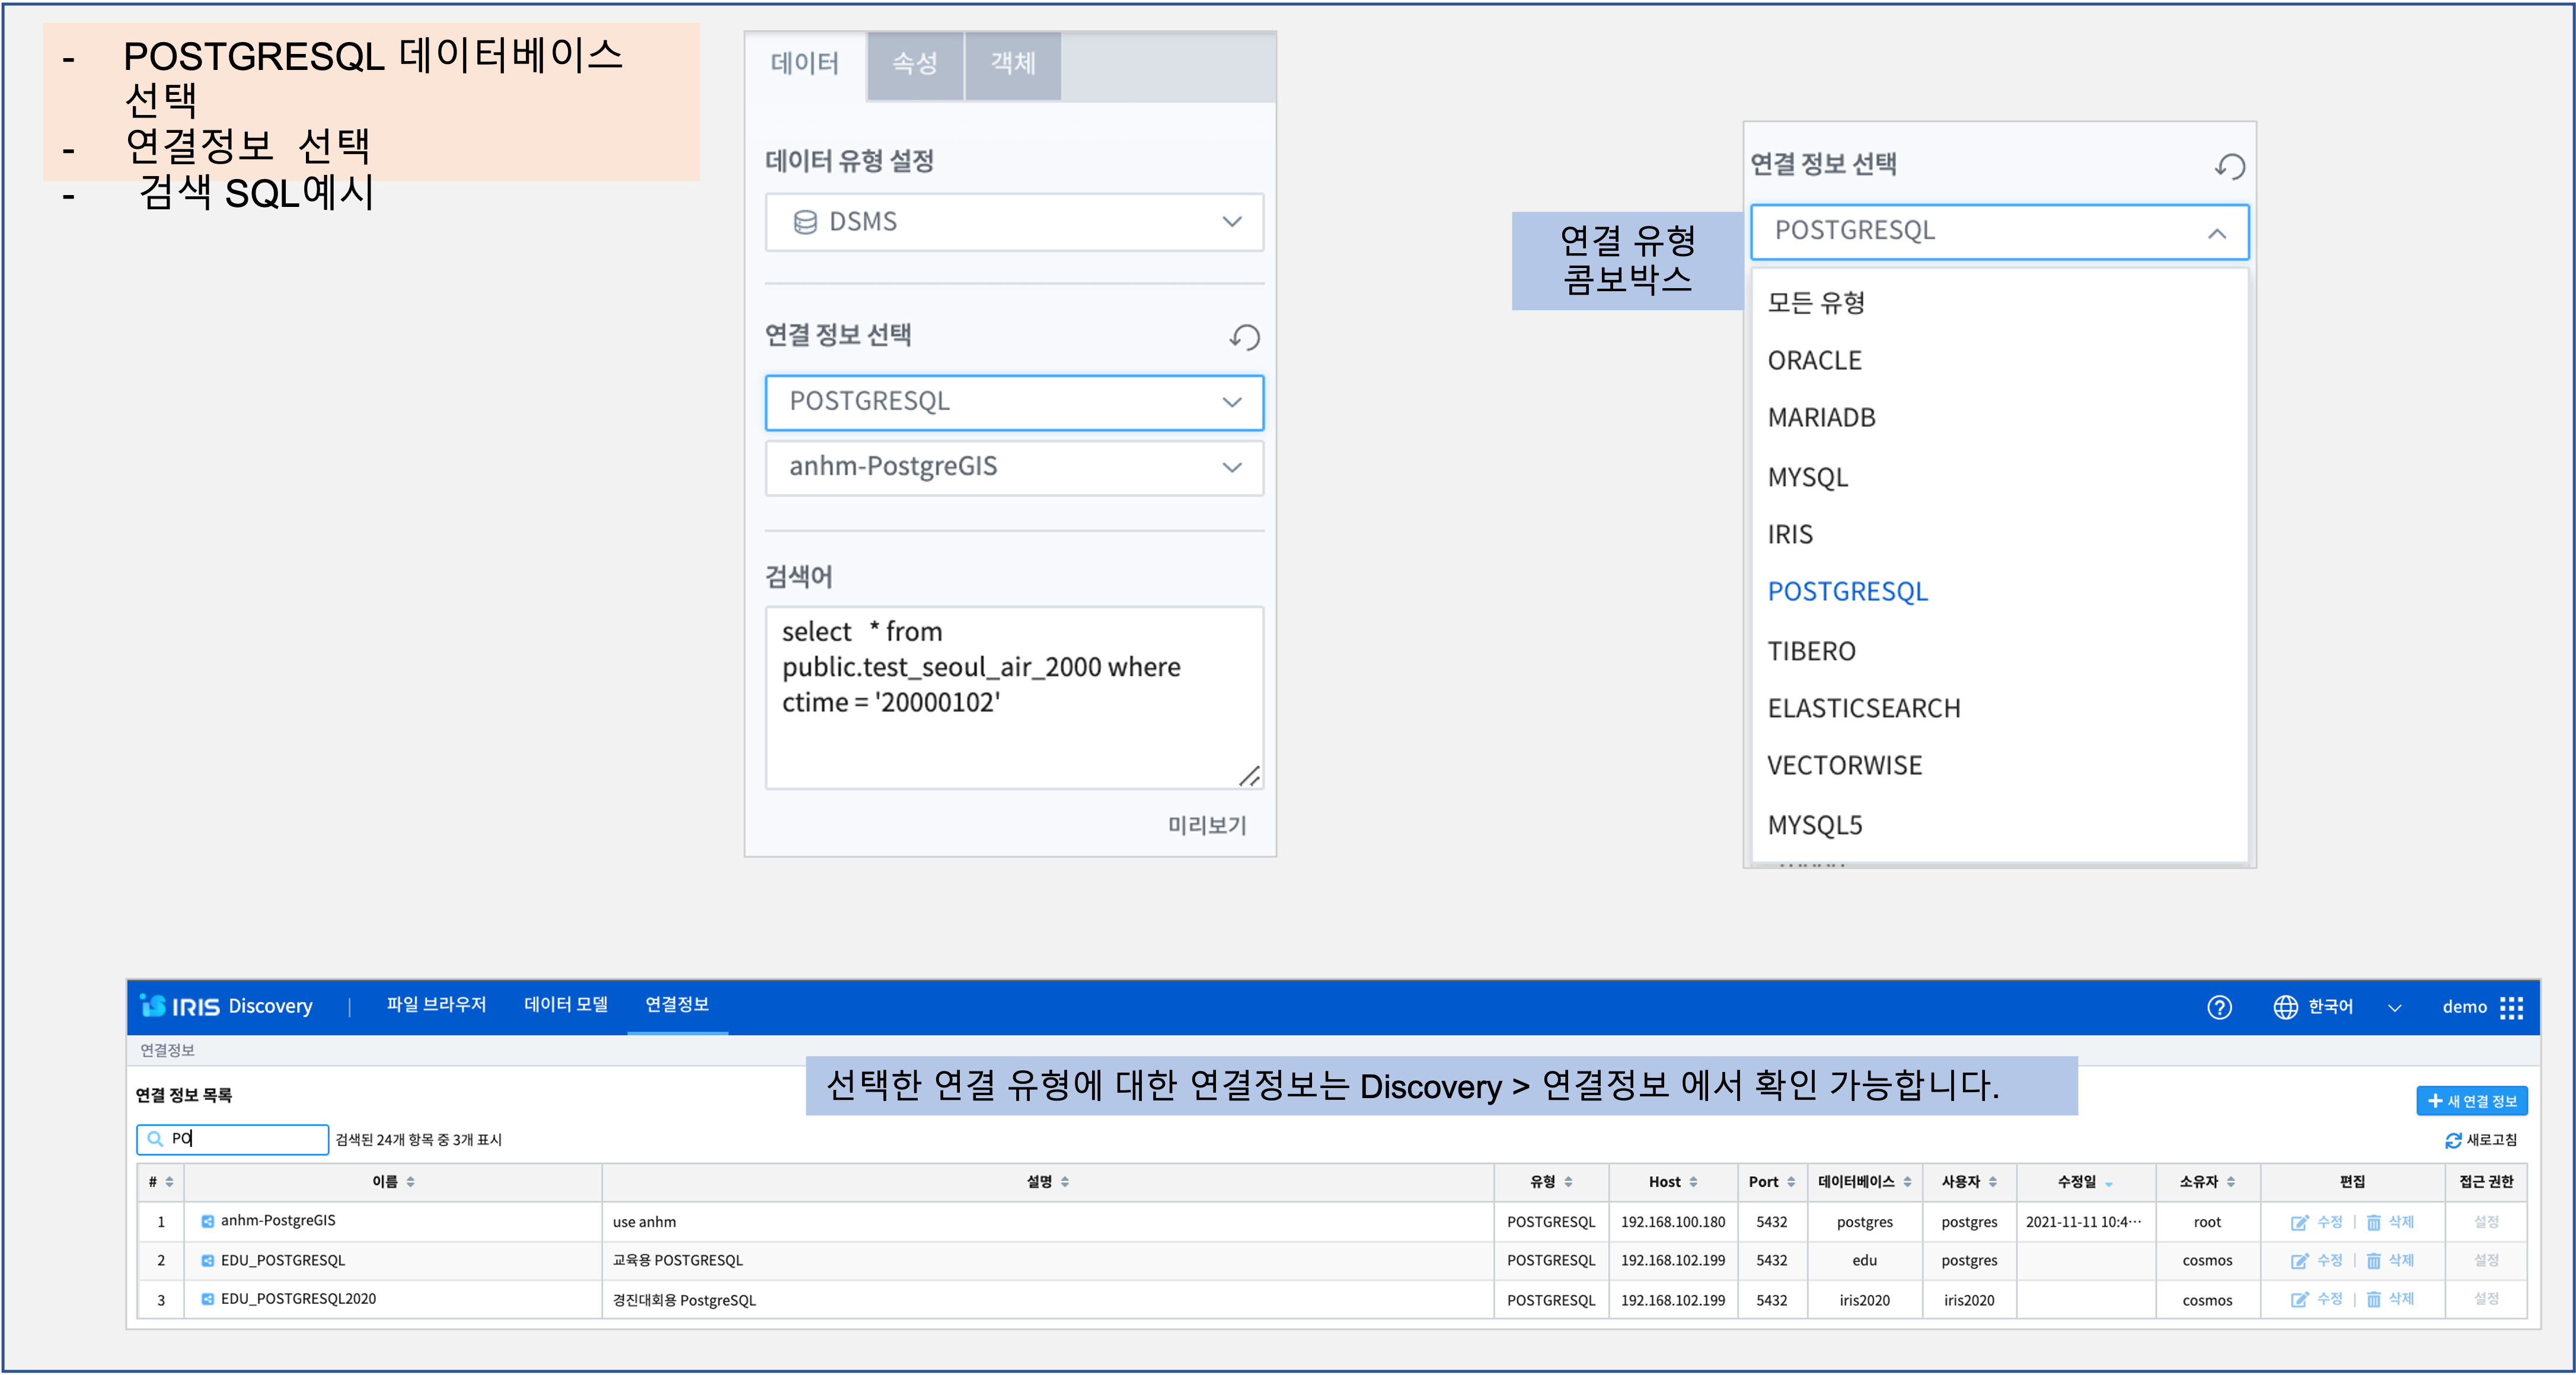 - POSTGRESQL 데이터베이스
선택
- 연결정보 선택
- 검색 SQL예시
데이터 속성 객체
데이터 유형 설정
DSMS
연결 정보 선택
POSTGRESQL
anhm-PostgreGIS
검색어
select * from
public.test_seoul_air_2000 where
ctime = '20000102'
미리보기
연결 유형
콤보박스
연결 정보 선택
POSTGRESQL
모든 유형
ORACLE
MARIADB
MYSQL
IRIS
POSTGRESQL
TIBERO
ELASTICSEARCH
VECTORWISE
MYSQL5
IRIS Discovery | 파일 브라우저 데이터 모델 연결정보 한국어 demo
연결정보
선택한 연결 유형에 대한 연결정보는 Discovery > 연결정보 에서 확인 가능합니다.
연결 정보 목록
+ 새 연결 정보
PO 검색된 24개 항목 중 3개 표시 새로고침
# 이름 설명 유형 Host Port 데이터베이스 사용자 수정일 소유자 편집 접근 권한
1 anhm-PostgreGIS use anhm POSTGRESQL 192.168.100.180 5432 postgres postgres 2021-11-11 10:4··· root 수정 | 삭제 설정
2 EDU_POSTGRESQL 교육용 POSTGRESQL POSTGRESQL 192.168.102.199 5432 edu postgres cosmos 수정 | 삭제 설정
3 EDU_POSTGRESQL2020 경진대회용 PostgreSQL POSTGRESQL 192.168.102.199 5432 iris2020 iris2020 cosmos 수정 | 삭제 설정